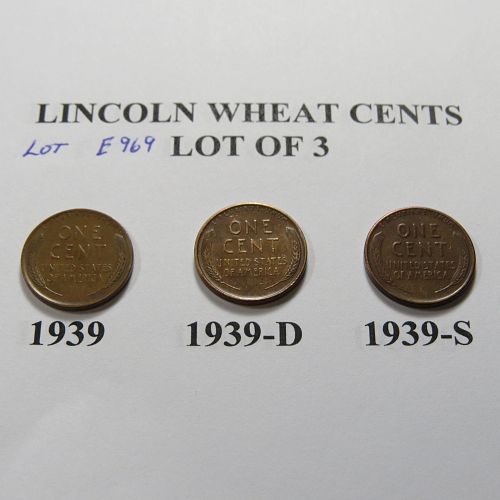 LINCOLN WHEAT CENTS
LOT E969 LOT OF 3
ONE CENT UNITED STATES OF AMERICA
ONE CENT UNITED STATES OF AMERICA
ONE CENT UNITED STATES OF AMERICA
1939 1939-D 1939-S